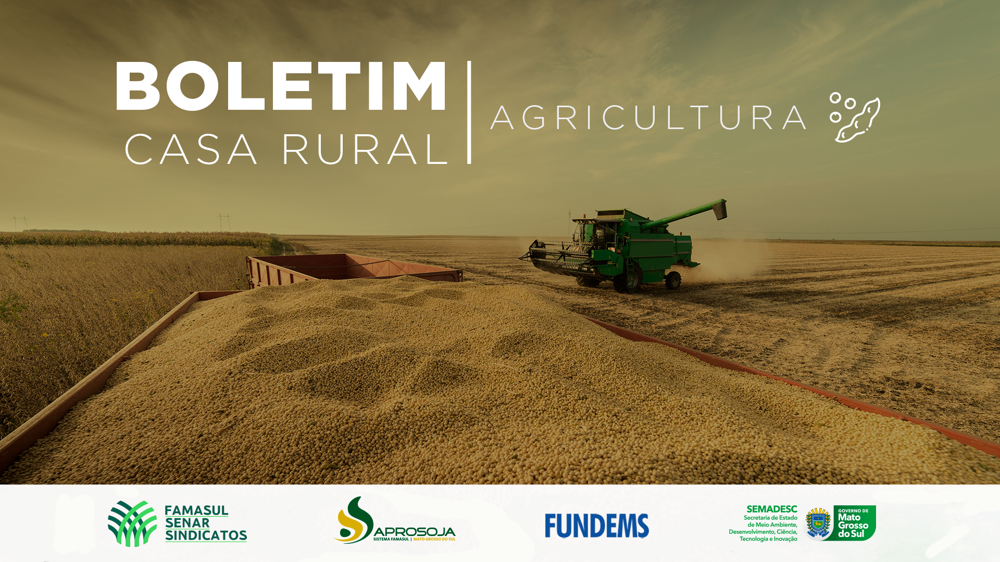 BOLETIM
CASA RURAL
AGRICULTURA
FAMASUL
SENAR
SINDICATOS
APROSOJA
SISTEMA FAMASUL | MATO GROSSO DO SUL
FUNDEMS
SEMADESC
Secretaria de Estado
de Meio Ambiente,
Desenvolvimento, Ciência,
Tecnologia e Inovação
GOVERNO DE
Mato
Grosso
do Sul